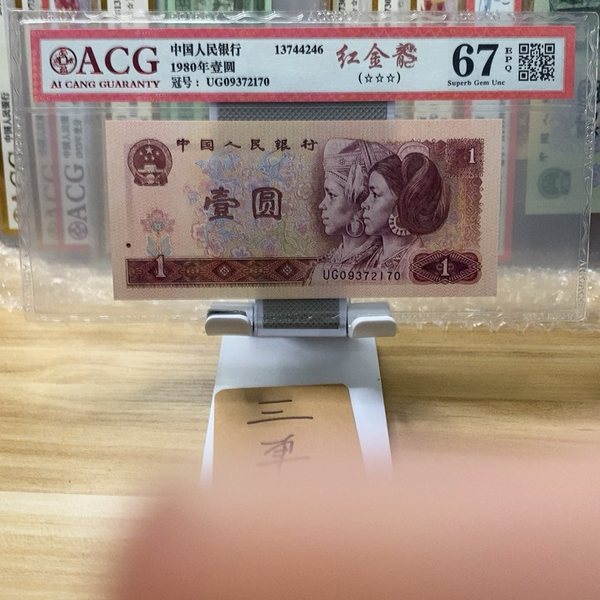 ACG
AI CANG GUARANTY
中国人民银行
1980年壹圆
冠号: UG09372170
13744246
红金龍
(☆☆☆)
67
EPQ
Superb Gem Unc
中国人民银行
1
壹圆
1
1
UG09372170
三